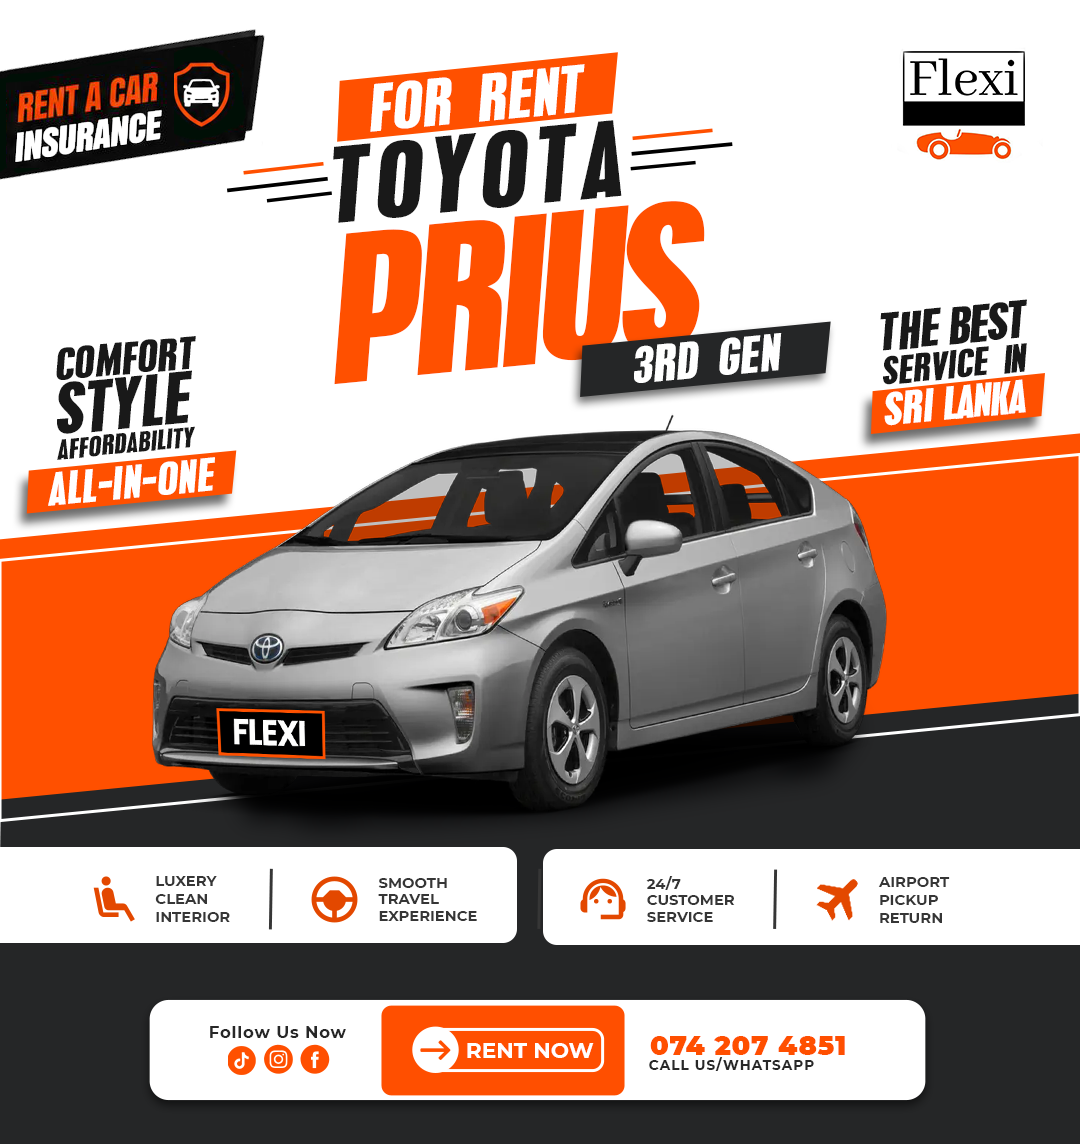 RENT A CAR
INSURANCE
FOR RENT
TOYOTA
PRIUS
3RD GEN
Flexi
COMFORT
STYLE
AFFORDABILITY
ALL-IN-ONE
THE BEST
SERVICE IN
SRI LANKA
FLEXI
LUXERY
CLEAN
INTERIOR
SMOOTH
TRAVEL
EXPERIENCE
24/7
CUSTOMER
SERVICE
AIRPORT
PICKUP
RETURN
Follow Us Now
RENT NOW
074 207 4851
CALL US/WHATSAPP